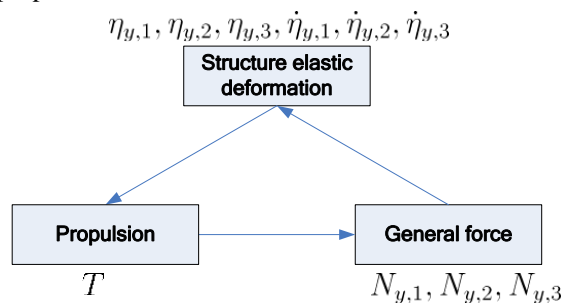 η_{y,1}, η_{y,2}, η_{y,3}, η̇_{y,1}, η̇_{y,2}, η̇_{y,3}
Structure elastic
deformation
Propulsion
General force
T
N_{y,1}, N_{y,2}, N_{y,3}